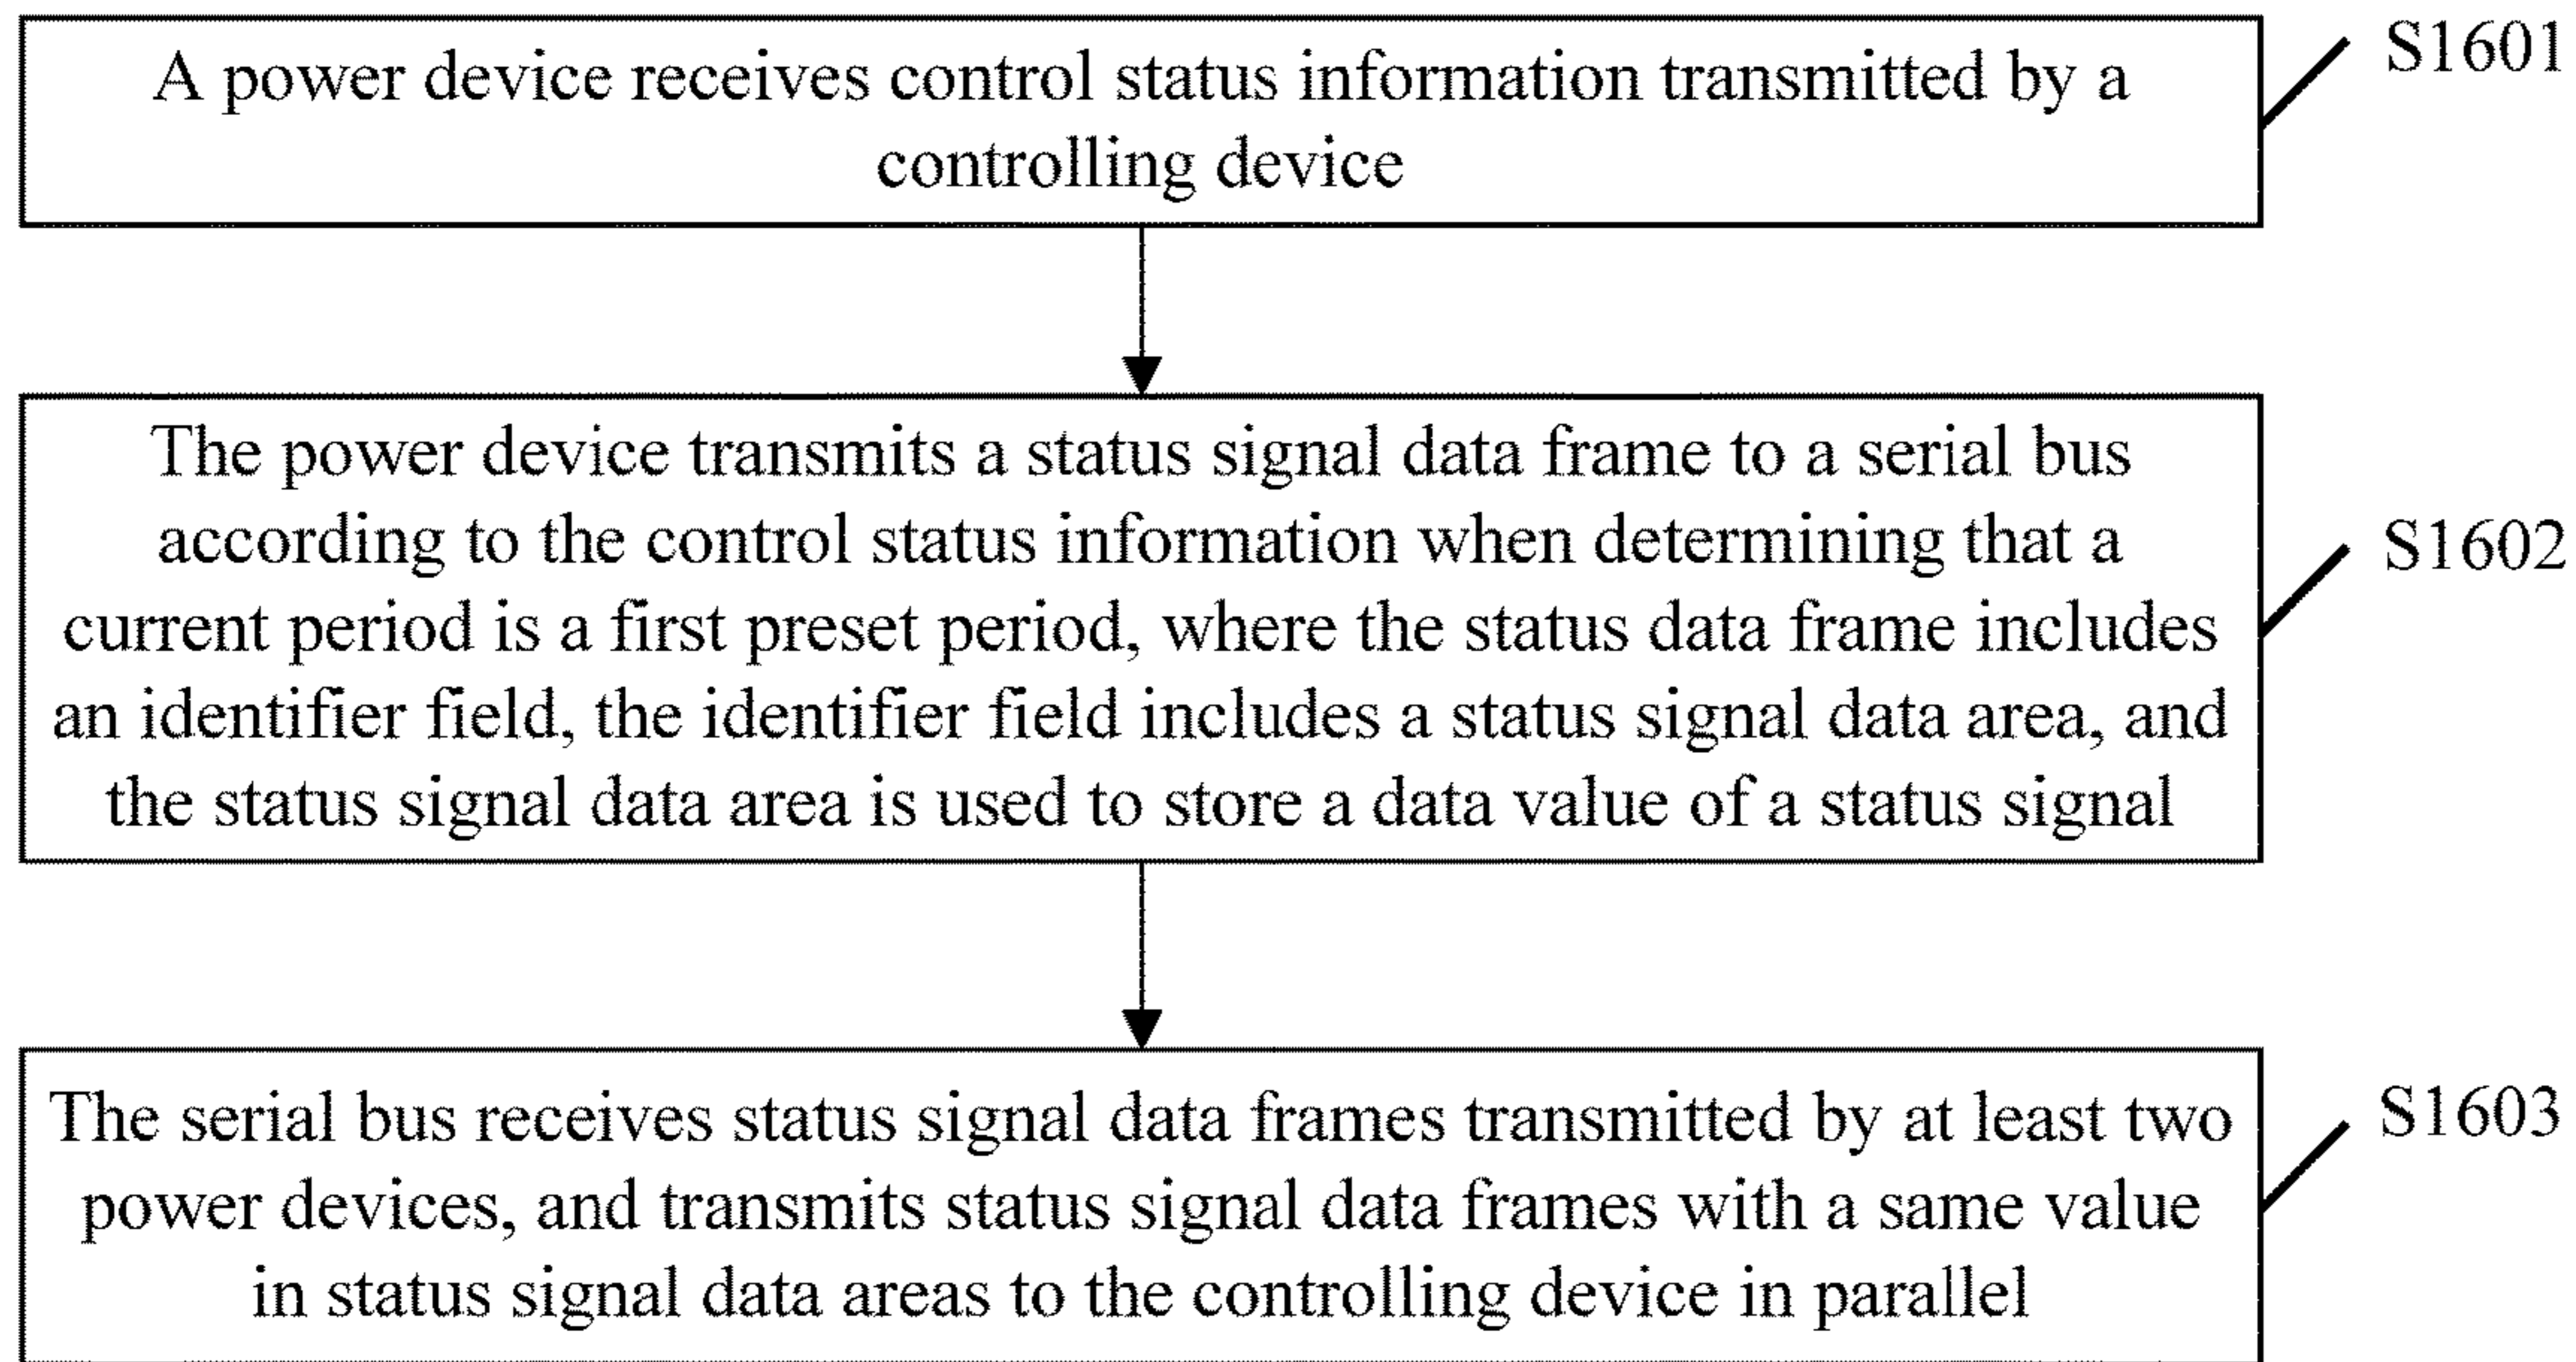 A power device receives control status information transmitted by a
controlling device
S1601
The power device transmits a status signal data frame to a serial bus
according to the control status information when determining that a
current period is a first preset period, where the status data frame includes
an identifier field, the identifier field includes a status signal data area, and
the status signal data area is used to store a data value of a status signal
S1602
The serial bus receives status signal data frames transmitted by at least two
power devices, and transmits status signal data frames with a same value
in status signal data areas to the controlling device in parallel
S1603